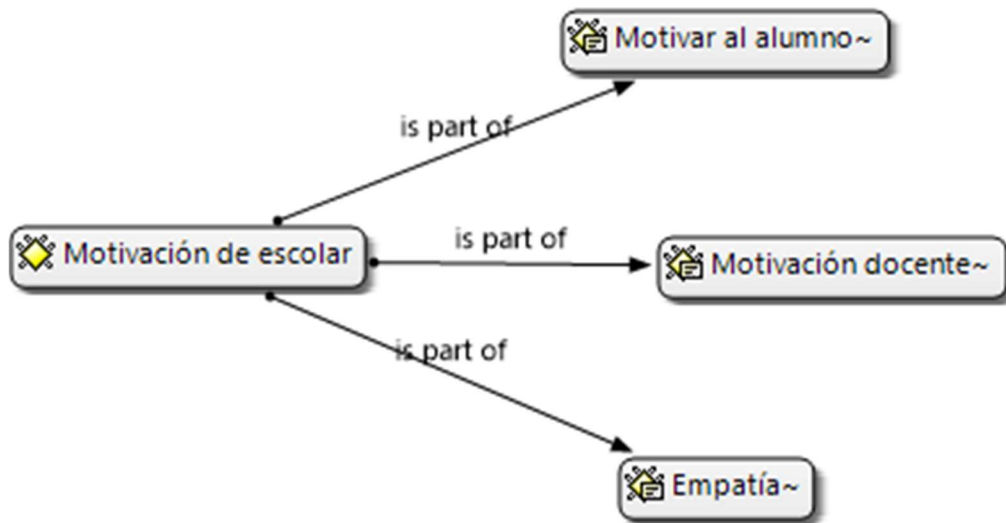 Motivar al alumno~
is part of
Motivación de escolar
is part of
Motivación docente~
is part of
Empatía~